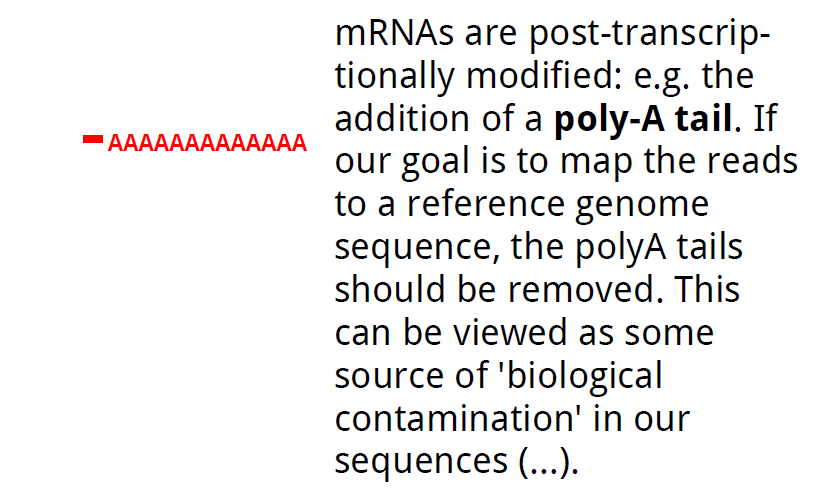 mRNAs are post-transcrip-
tionally modified: e.g. the
addition of a poly-A tail. If
AAAAAAAAAAAAA
our goal is to map the reads
to a reference genome
sequence, the polyA tails
should be removed. This
can be viewed as some
source of 'biological
contamination' in our
sequences (...).